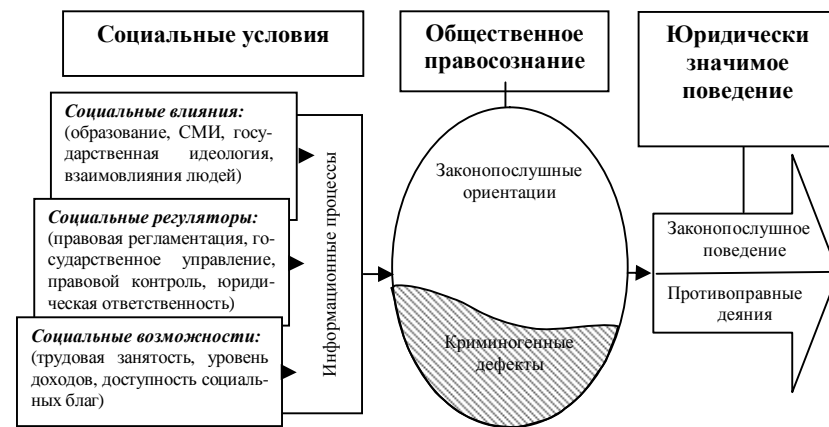 Социальные условия
Общественное
правосознание
Юридически
значимое
поведение
Социальные влияния:
(образование, СМИ, госу-
дарственная идеология,
взаимовлияния людей)
Социальные регуляторы:
(правовая регламентация, го-
сударственное управление,
правовой контроль, юриди-
ческая ответственность)
Социальные возможности:
(трудовая занятость, уровень
доходов, доступность социаль-
ных благ)
Информационные процессы
Законопослушные
ориентации
Криминогенные
дефекты
Законопослушное
поведение
Противоправные
деяния